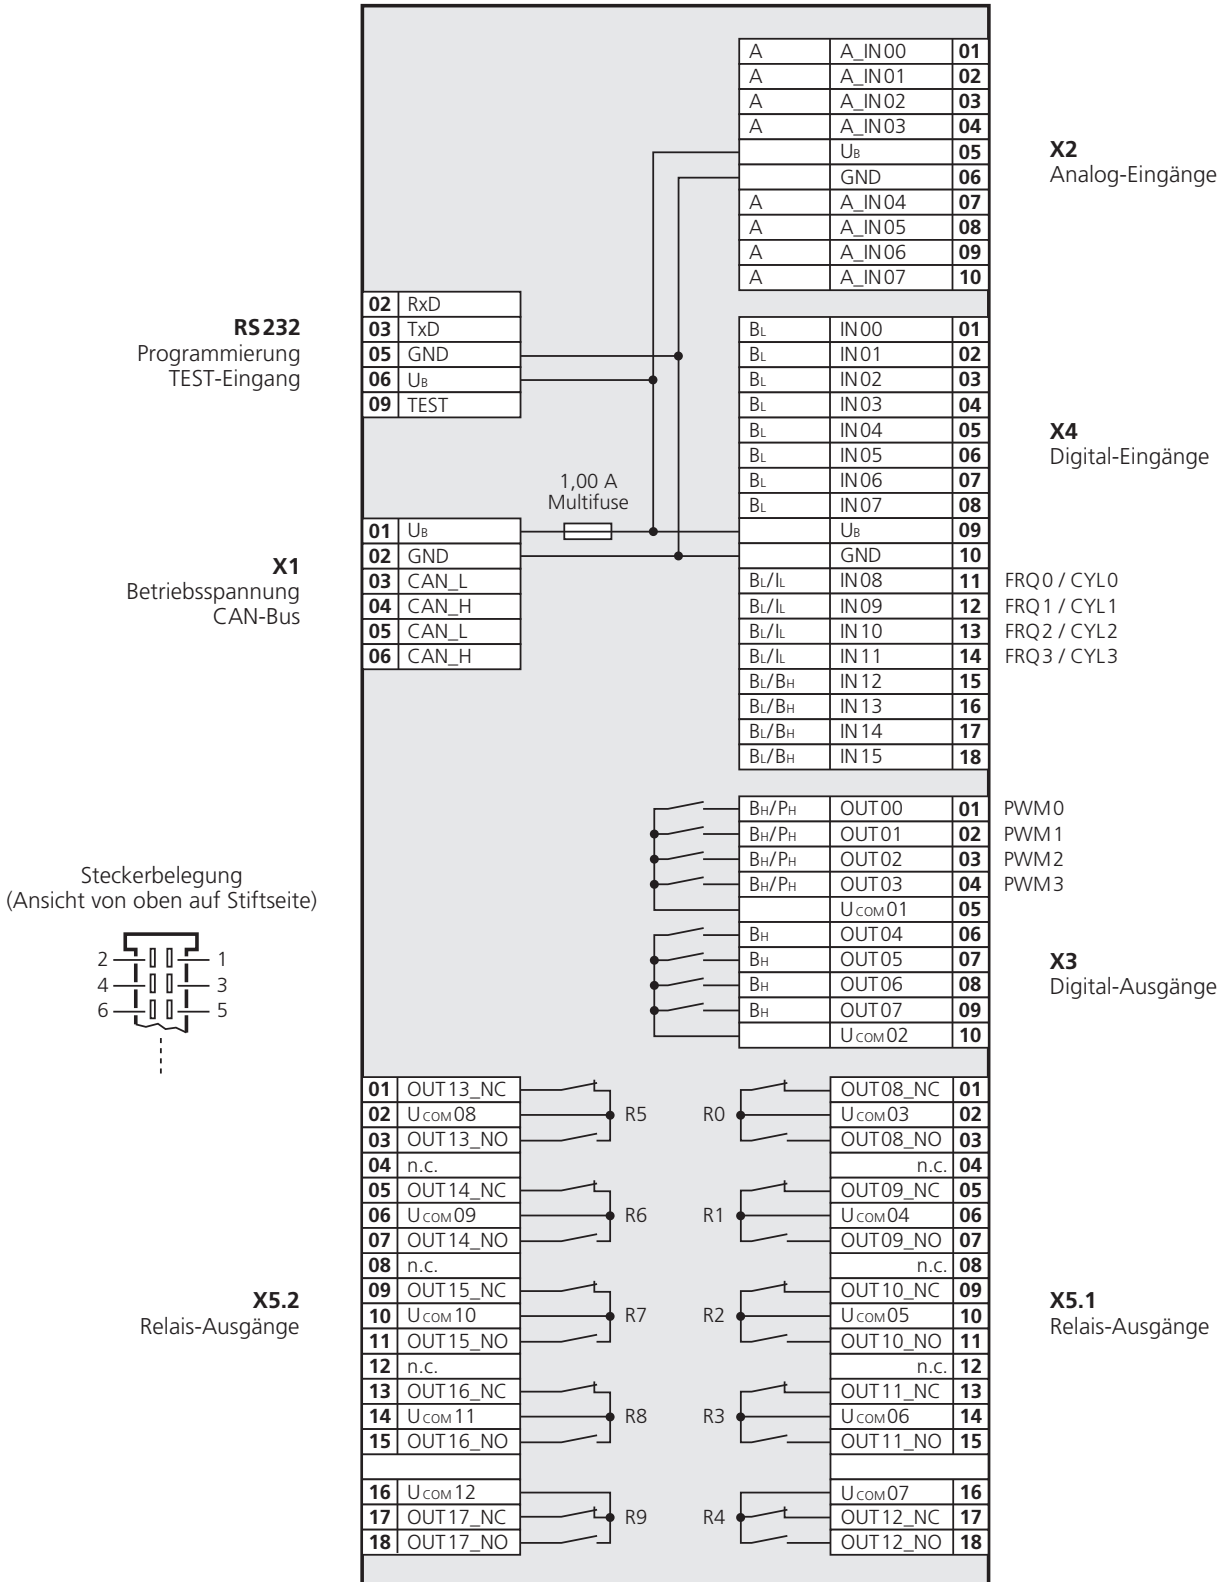 A A_IN00 01
A A_IN01 02
A A_IN02 03
A A_IN03 04
UB 05
GND 06
A A_IN04 07
A A_IN05 08
A A_IN06 09
A A_IN07 10
X2
Analog-Eingänge
RS232
Programmierung
TEST-Eingang
02 RxD
03 TxD
05 GND
06 UB
09 TEST
BL IN00 01
BL IN01 02
BL IN02 03
BL IN03 04
BL IN04 05
BL IN05 06
BL IN06 07
BL IN07 08
UB 09
GND 10
BL/IL IN08 11 FRQ0 / CYL0
BL/IL IN09 12 FRQ1 / CYL1
BL/IL IN10 13 FRQ2 / CYL2
BL/IL IN11 14 FRQ3 / CYL3
BL/BH IN12 15
BL/BH IN13 16
BL/BH IN14 17
BL/BH IN15 18
X4
Digital-Eingänge
1,00 A
Multifuse
X1
Betriebsspannung
CAN-Bus
01 UB
02 GND
03 CAN_L
04 CAN_H
05 CAN_L
06 CAN_H
BH/PH OUT00 01 PWM0
BH/PH OUT01 02 PWM1
BH/PH OUT02 03 PWM2
BH/PH OUT03 04 PWM3
UCOM01 05
BH OUT04 06
BH OUT05 07
BH OUT06 08
BH OUT07 09
UCOM02 10
X3
Digital-Ausgänge
Steckerbelegung
(Ansicht von oben auf Stiftseite)
2 1
4 3
6 5
X5.2
Relais-Ausgänge
01 OUT13_NC
02 UCOM08 R5
03 OUT13_NO
04 n.c.
05 OUT14_NC
06 UCOM09 R6
07 OUT14_NO
08 n.c.
09 OUT15_NC
10 UCOM10 R7
11 OUT15_NO
12 n.c.
13 OUT16_NC
14 UCOM11 R8
15 OUT16_NO
16 UCOM12
17 OUT17_NC R9
18 OUT17_NO
OUT08_NC 01
R0 UCOM03 02
OUT08_NO 03
n.c. 04
OUT09_NC 05
R1 UCOM04 06
OUT09_NO 07
n.c. 08
OUT10_NC 09
R2 UCOM05 10
OUT10_NO 11
n.c. 12
OUT11_NC 13
R3 UCOM06 14
OUT11_NO 15
UCOM07 16
R4 OUT12_NC 17
OUT12_NO 18
X5.1
Relais-Ausgänge